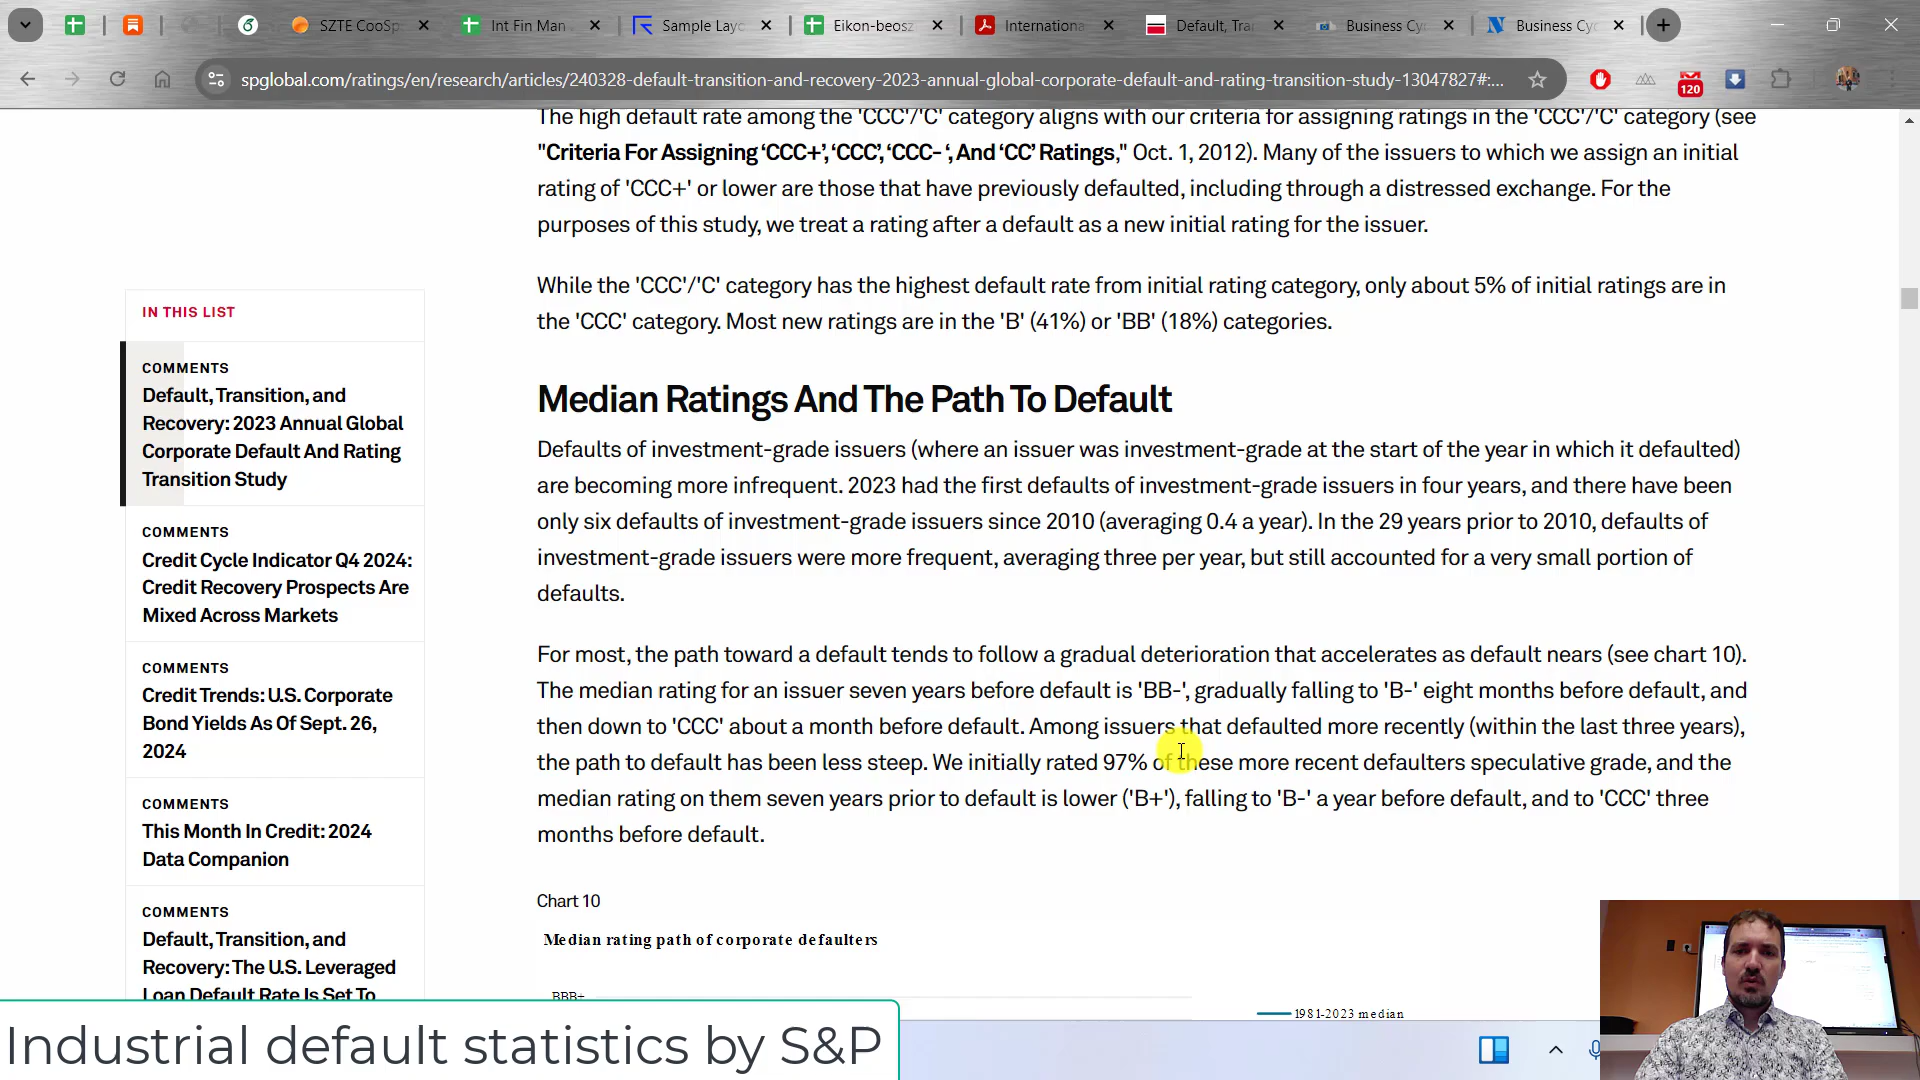 SZTE CooSp
Int Fin Man
Sample Layo
Eikon-beosz
Internationa
Default, Tra
Business Cy
Business Cy
spglobal.com/ratings/en/research/articles/240328-default-transition-and-recovery-2023-annual-global-corporate-default-and-rating-transition-study-13047827#:...
120
The high default rate among the 'CCC'/'C' category aligns with our criteria for assigning ratings in the 'CCC'/'C' category (see
"Criteria For Assigning ‘CCC+’, ‘CCC’, ‘CCC- ‘, And ‘CC’ Ratings," Oct. 1, 2012). Many of the issuers to which we assign an initial
rating of 'CCC+' or lower are those that have previously defaulted, including through a distressed exchange. For the
purposes of this study, we treat a rating after a default as a new initial rating for the issuer.
While the 'CCC'/'C' category has the highest default rate from initial rating category, only about 5% of initial ratings are in
the 'CCC' category. Most new ratings are in the 'B' (41%) or 'BB' (18%) categories.
Median Ratings And The Path To Default
Defaults of investment-grade issuers (where an issuer was investment-grade at the start of the year in which it defaulted)
are becoming more infrequent. 2023 had the first defaults of investment-grade issuers in four years, and there have been
only six defaults of investment-grade issuers since 2010 (averaging 0.4 a year). In the 29 years prior to 2010, defaults of
investment-grade issuers were more frequent, averaging three per year, but still accounted for a very small portion of
defaults.
For most, the path toward a default tends to follow a gradual deterioration that accelerates as default nears (see chart 10).
The median rating for an issuer seven years before default is 'BB-', gradually falling to 'B-' eight months before default, and
then down to 'CCC' about a month before default. Among issuers that defaulted more recently (within the last three years),
the path to default has been less steep. We initially rated 97% of these more recent defaulters speculative grade, and the
median rating on them seven years prior to default is lower ('B+'), falling to 'B-' a year before default, and to 'CCC' three
months before default.
Chart 10
Median rating path of corporate defaulters
BBB+
1981-2023 median
IN THIS LIST
COMMENTS
Default, Transition, and
Recovery: 2023 Annual Global
Corporate Default And Rating
Transition Study
COMMENTS
Credit Cycle Indicator Q4 2024:
Credit Recovery Prospects Are
Mixed Across Markets
COMMENTS
Credit Trends: U.S. Corporate
Bond Yields As Of Sept. 26,
2024
COMMENTS
This Month In Credit: 2024
Data Companion
COMMENTS
Default, Transition, and
Recovery: The U.S. Leveraged
Loan Default Rate Is Set To
Industrial default statistics by S&P